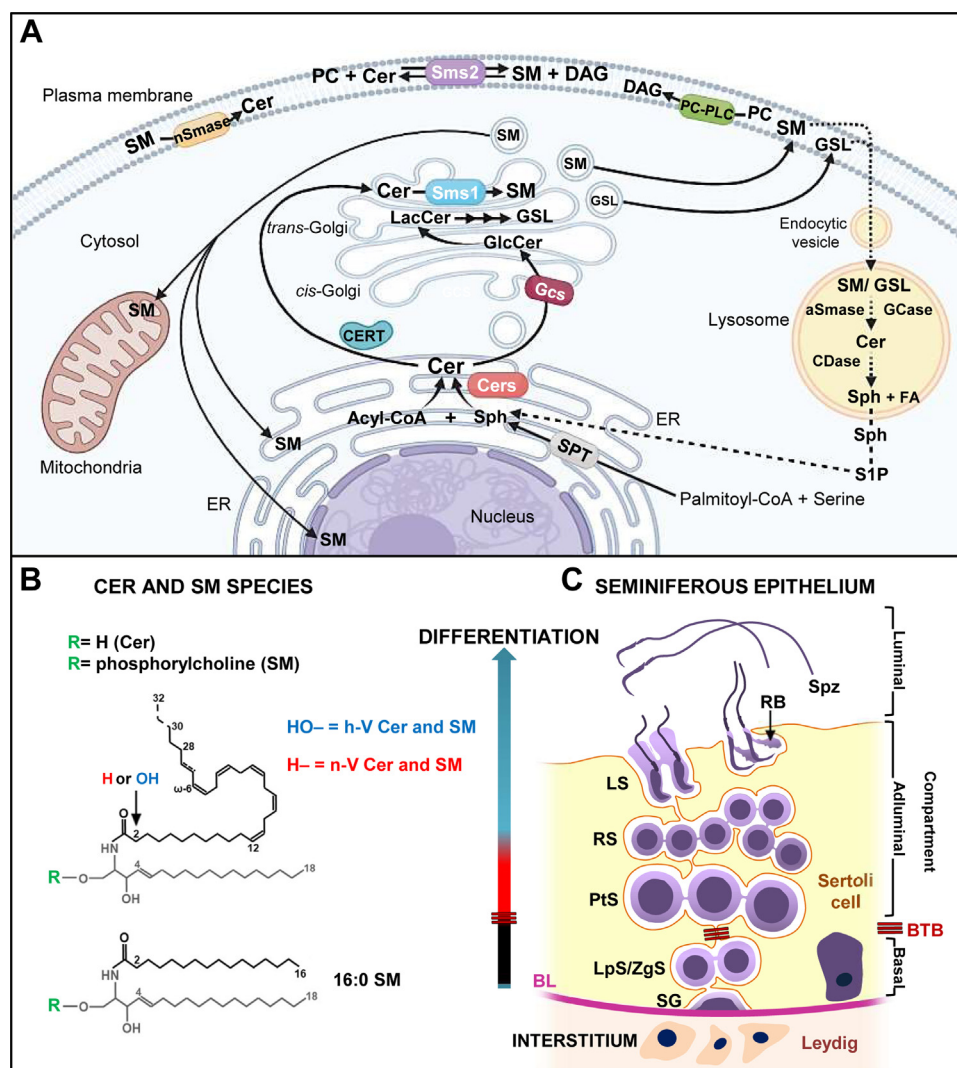 A
PC + Cer Sms2 SM + DAG
Plasma membrane
SM nSmase Cer
DAG PC-PLC PC
SM
GSL
SM
SM
GSL
Cer Sms1 SM
LacCer GSL
trans-Golgi
GlcCer
Cytosol
cis-Golgi
Gcs
CERT
Endocytic
vesicle
SM/ GSL
Lysosome
aSmase GCase
Cer
CDase
Sph + FA
Sph
S1P
SM
Mitochondria
Cer
Cers
Acyl-CoA + Sph
ER
SM
SPT
Palmitoyl-CoA + Serine
ER
Nucleus
SM
B CER AND SM SPECIES
R= H (Cer)
R= phosphorylcholine (SM)
32
30
28
ω-6
HO– = h-V Cer and SM
H– = n-V Cer and SM
H or OH
O
2
12
HN
4
18
R–O
OH
O
2
16
HN
4
18
R–O
OH
16:0 SM
DIFFERENTIATION
C SEMINIFEROUS EPITHELIUM
Spz
RB
LS
RS
PtS
LpS/ZgS
SG
BL
Sertoli
cell
BTB
Luminal
Adluminal
Basal
Compartment
INTERSTITIUM
Leydig